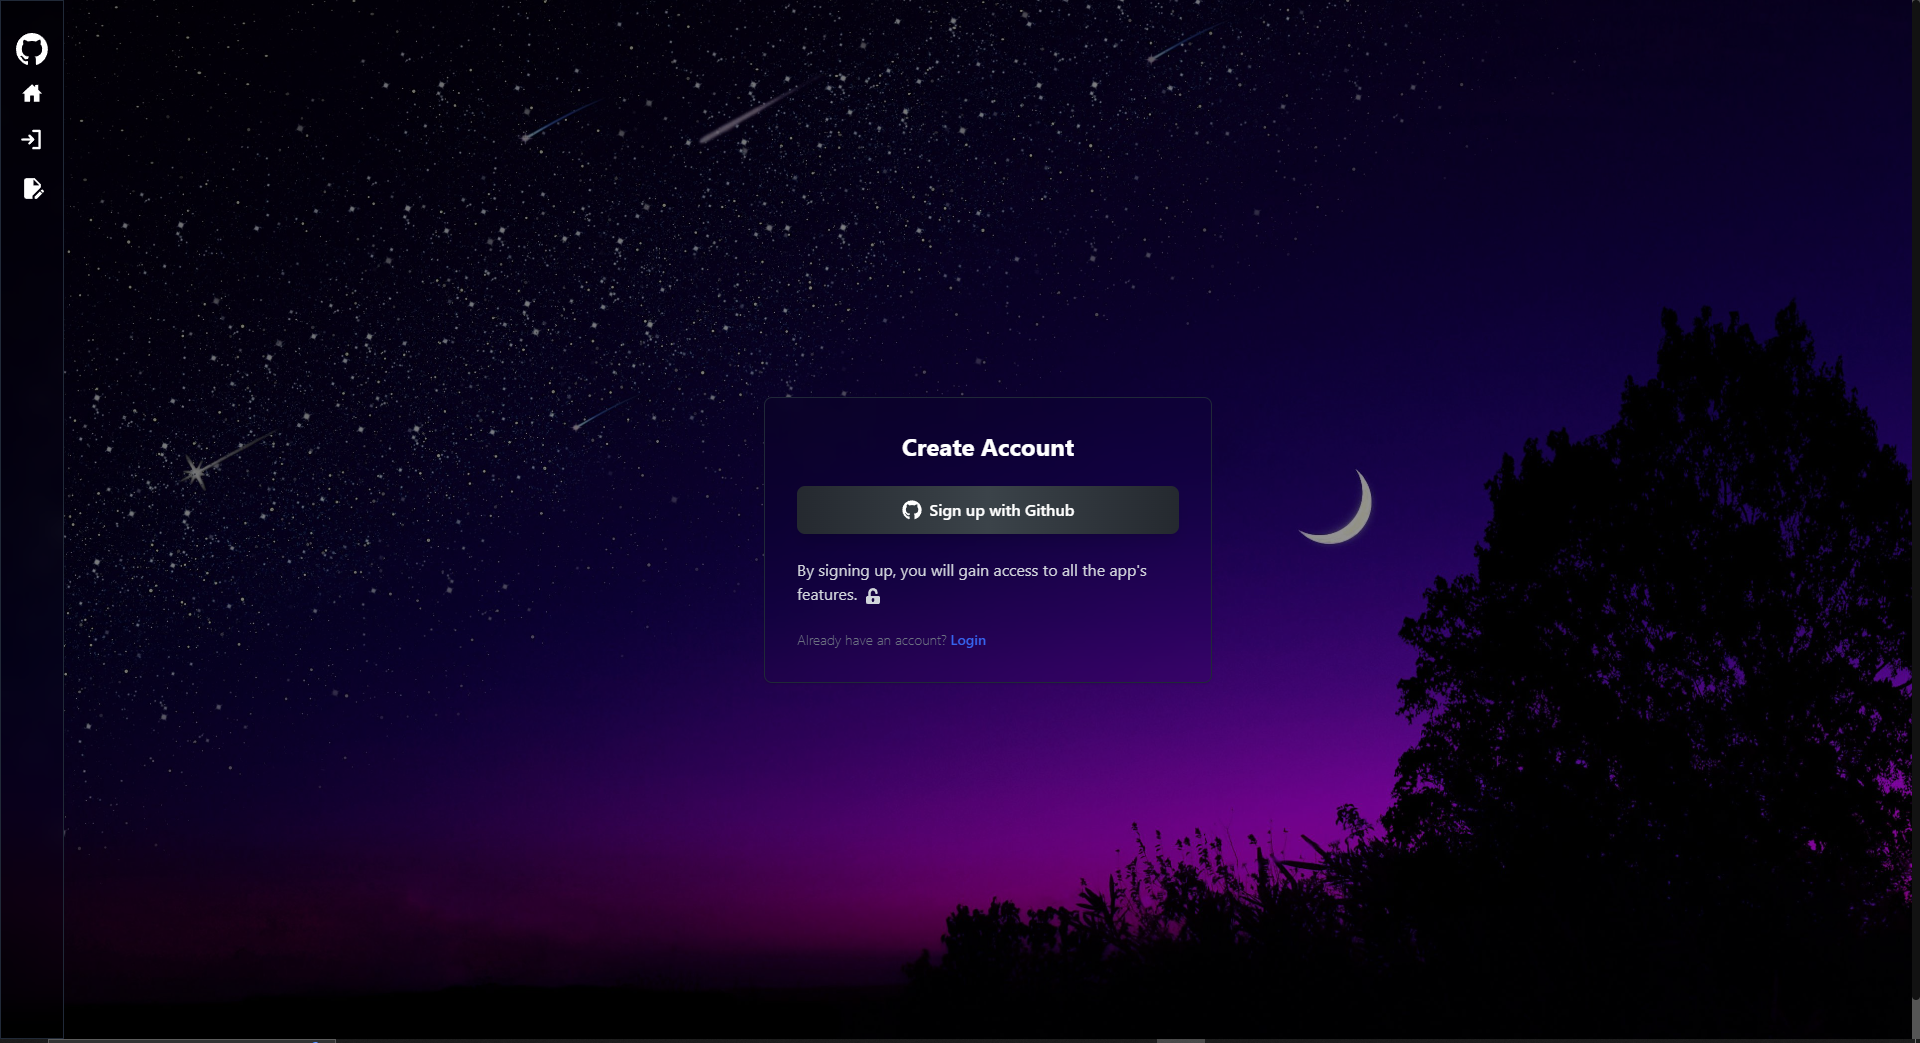 Create Account
Sign up with Github
By signing up, you will gain access to all the app's
features.
Already have an account? Login